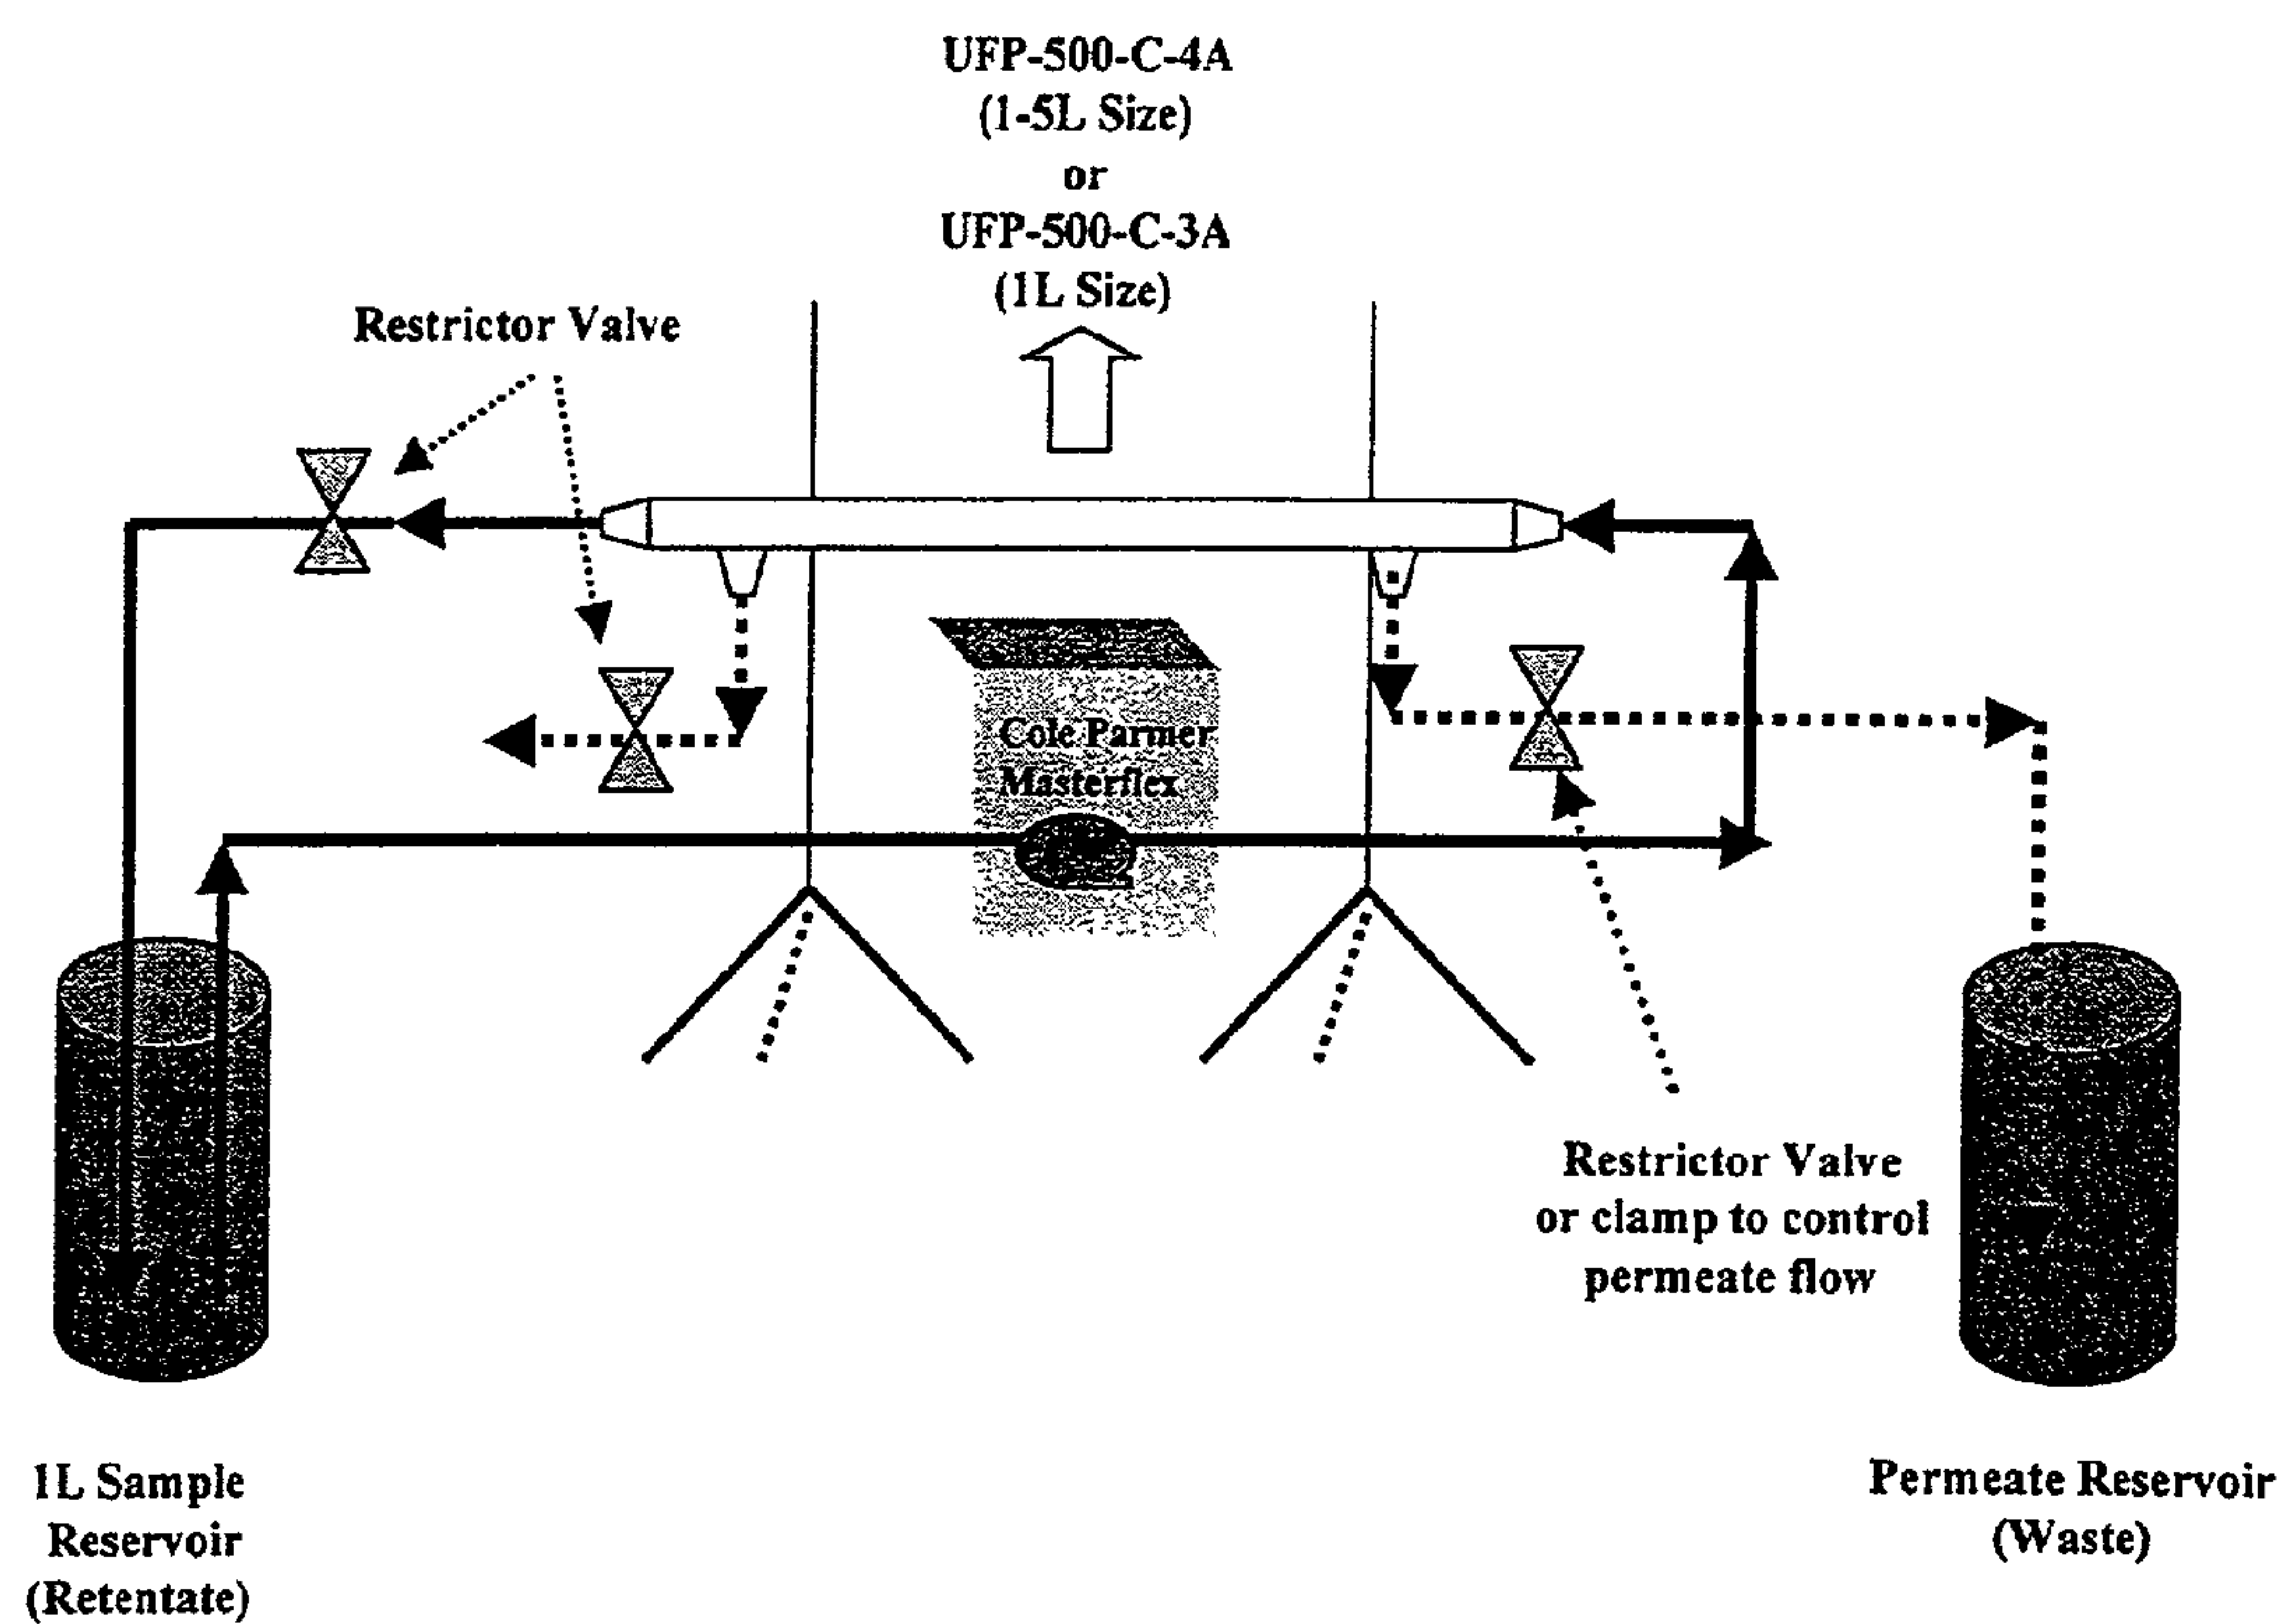 UFP-500-C-4A
(1-5L Size)
or
UFP-500-C-3A
(1L Size)
Restrictor Valve
Cole Parmer
Masterflex
Restrictor Valve
or clamp to control
permeate flow
1L Sample
Reservoir
(Retentate)
Permeate Reservoir
(Waste)